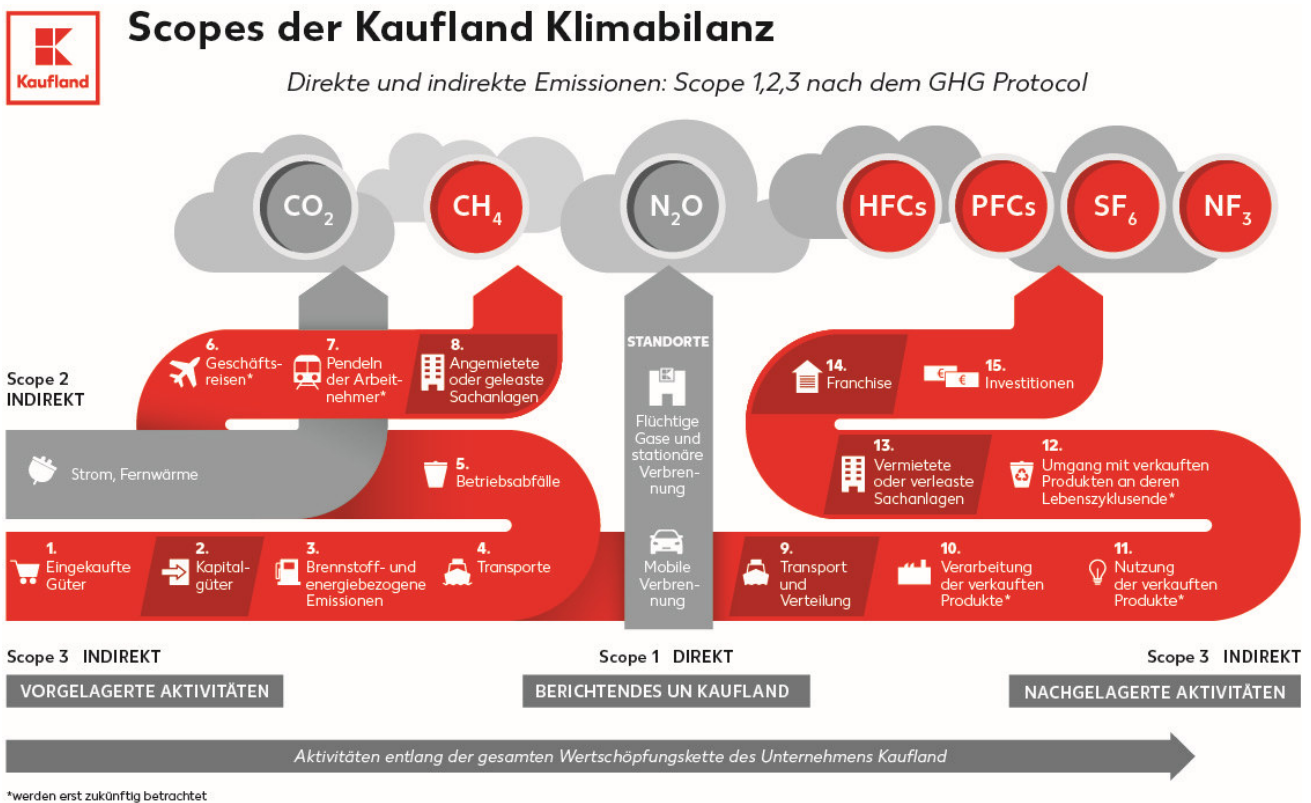 Kaufland
Scopes der Kaufland Klimabilanz
Direkte und indirekte Emissionen: Scope 1,2,3 nach dem GHG Protocol
CO₂
CH₄
N₂O
HFCs
PFCs
SF₆
NF₃
Scope 2
INDIREKT
6.
Geschäfts-
reisen*
7.
Pendeln
der Arbeit-
nehmer*
8.
Angemietete
oder geleaste
Sachanlagen
Strom, Fernwärme
5.
Betriebsabfälle
1.
Eingekaufte
Güter
2.
Kapital-
güter
3.
Brennstoff- und
energiebezogene
Emissionen
4.
Transporte
STANDORTE
Flüchtige
Gase und
stationäre
Verbren-
nung
Mobile
Verbren-
nung
14.
Franchise
15.
Investitionen
13.
Vermietete
oder verleaste
Sachanlagen
12.
Umgang mit verkauften
Produkten an deren
Lebenszyklusende*
9.
Transport
und
Verteilung
10.
Verarbeitung
der verkauften
Produkte*
11.
Nutzung
der verkauften
Produkte*
Scope 3 INDIREKT
VORGELAGERTE AKTIVITÄTEN
Scope 1 DIREKT
BERICHTENDES UN KAUFLAND
Scope 3 INDIREKT
NACHGELAGERTE AKTIVITÄTEN
Aktivitäten entlang der gesamten Wertschöpfungskette des Unternehmens Kaufland
*werden erst zukünftig betrachtet